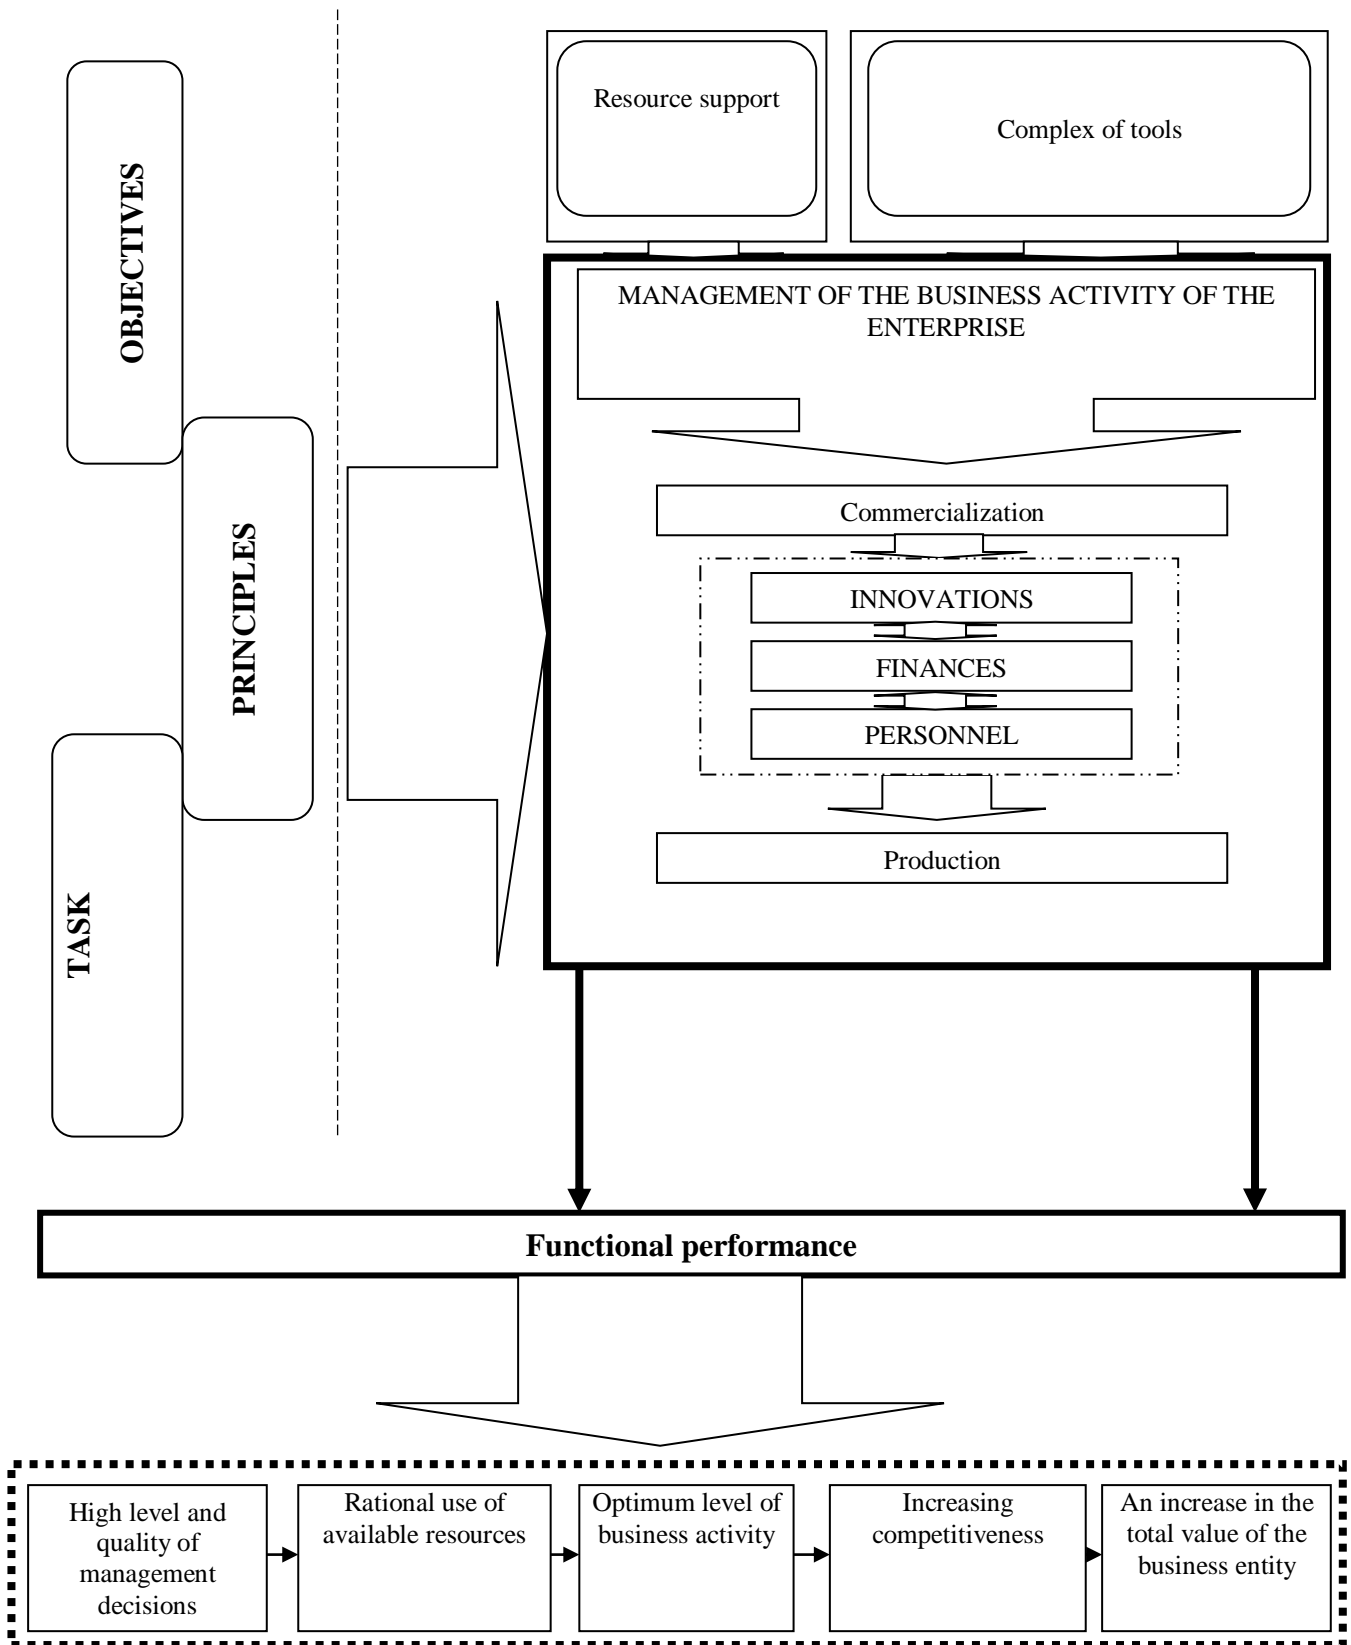 OBJECTIVES
PRINCIPLES
TASK
Resource support
Complex of tools
MANAGEMENT OF THE BUSINESS ACTIVITY OF THE
ENTERPRISE
Commercialization
INNOVATIONS
FINANCES
PERSONNEL
Production
Functional performance
High level and
quality of
management
decisions
Rational use of
available resources
Optimum level of
business activity
Increasing
competitiveness
An increase in the
total value of the
business entity